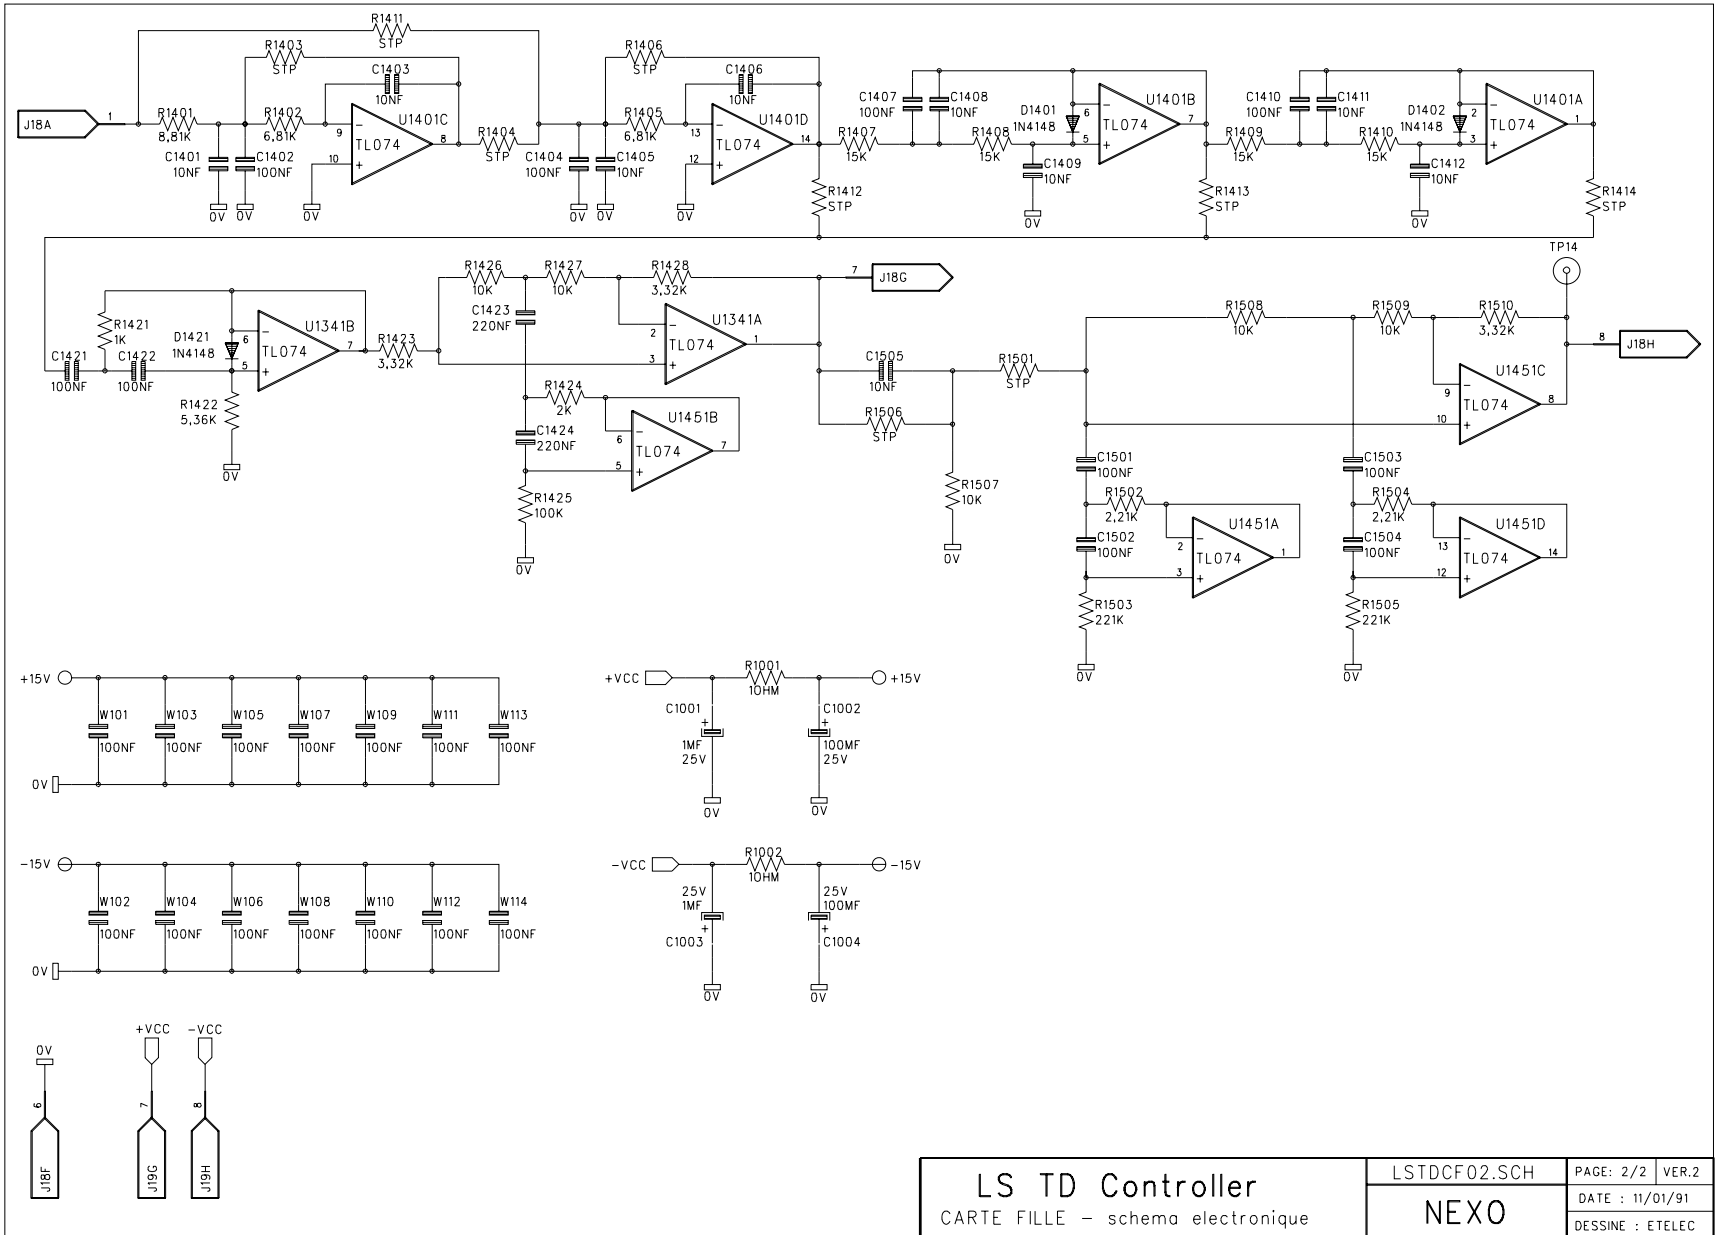 R1411
STP
R1403
STP
R1406
STP
C1403
10NF
C1406
10NF
J18A
1
R1401
8,81K
R1402
6,81K
9
10
U1401C
TL074
8
R1404
STP
R1405
6,81K
13
12
U1401D
TL074
14
C1401
10NF
C1402
100NF
C1404
100NF
C1405
10NF
0V
0V
0V
0V
0V
0V
C1407
100NF
C1408
10NF
D1401
1N4148
6
5
U1401B
TL074
7
R1407
15K
R1408
15K
C1409
10NF
0V
C1410
100NF
C1411
10NF
D1402
1N4148
2
3
U1401A
TL074
1
R1409
15K
R1410
15K
C1412
10NF
0V
R1412
STP
R1413
STP
R1414
STP
TP14
R1426
10K
R1427
10K
R1428
3,32K
7
J18G
C1423
220NF
R1421
1K
D1421
1N4148
6
5
U1341B
TL074
7
R1423
3,32K
2
3
U1341A
TL074
1
C1421
100NF
C1422
100NF
R1422
5,36K
0V
R1424
2K
C1424
220NF
6
5
U1451B
TL074
7
R1425
100K
0V
C1505
10NF
R1506
STP
R1501
STP
R1507
10K
0V
R1508
10K
R1509
10K
R1510
3,32K
8
J18H
9
10
U1451C
TL074
8
C1501
100NF
R1502
2,21K
C1502
100NF
2
3
U1451A
TL074
1
R1503
221K
0V
C1503
100NF
R1504
2,21K
C1504
100NF
13
12
U1451D
TL074
14
R1505
221K
0V
+15V
W101
100NF
W103
100NF
W105
100NF
W107
100NF
W109
100NF
W111
100NF
W113
100NF
0V
+VCC
R1001
10HM
+15V
C1001
+
1MF
25V
C1002
+
100MF
25V
0V
0V
-15V
W102
100NF
W104
100NF
W106
100NF
W108
100NF
W110
100NF
W112
100NF
W114
100NF
0V
-VCC
R1002
10HM
-15V
25V
1MF
+
C1003
25V
100MF
+
C1004
0V
0V
+VCC
-VCC
0V
6
7
8
J18F
J19G
J19H
LS TD Controller
CARTE FILLE - schema electronique
LSTDCF02.SCH
NEXO
PAGE: 2/2
VER.2
DATE : 11/01/91
DESSINE : ETELEC